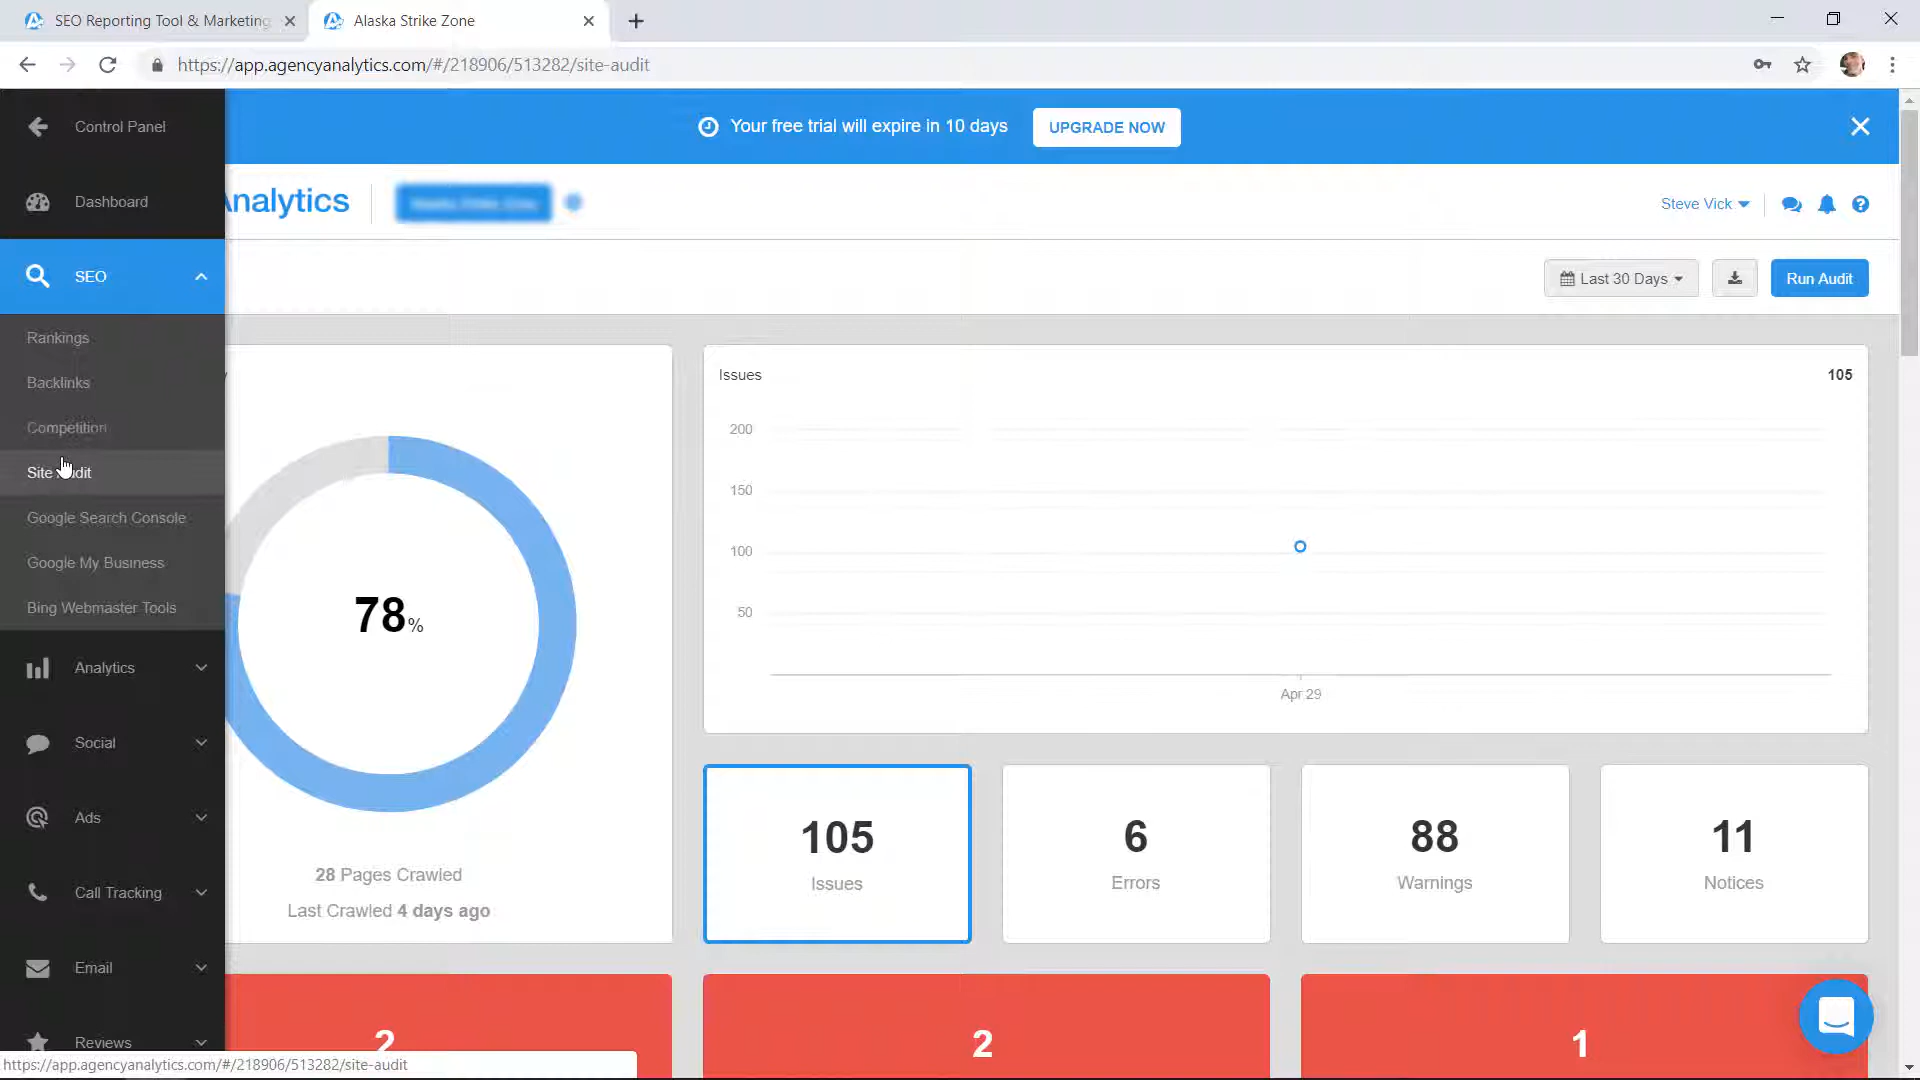 SEO Reporting Tool & Marketing
Alaska Strike Zone
https://app.agencyanalytics.com/#/218906/513282/site-audit
Control Panel
Your free trial will expire in 10 days
UPGRADE NOW
Dashboard
Analytics
Steve Vick
SEO
Last 30 Days
Run Audit
Rankings
Backlinks
Competition
Site Audit
Google Search Console
Google My Business
Bing Webmaster Tools
Analytics
Social
Ads
Call Tracking
Email
Reviews
78%
28 Pages Crawled
Last Crawled 4 days ago
Issues
105
200
150
100
50
Apr 29
105
Issues
6
Errors
88
Warnings
11
Notices
2
2
1
https://app.agencyanalytics.com/#/218906/513282/site-audit